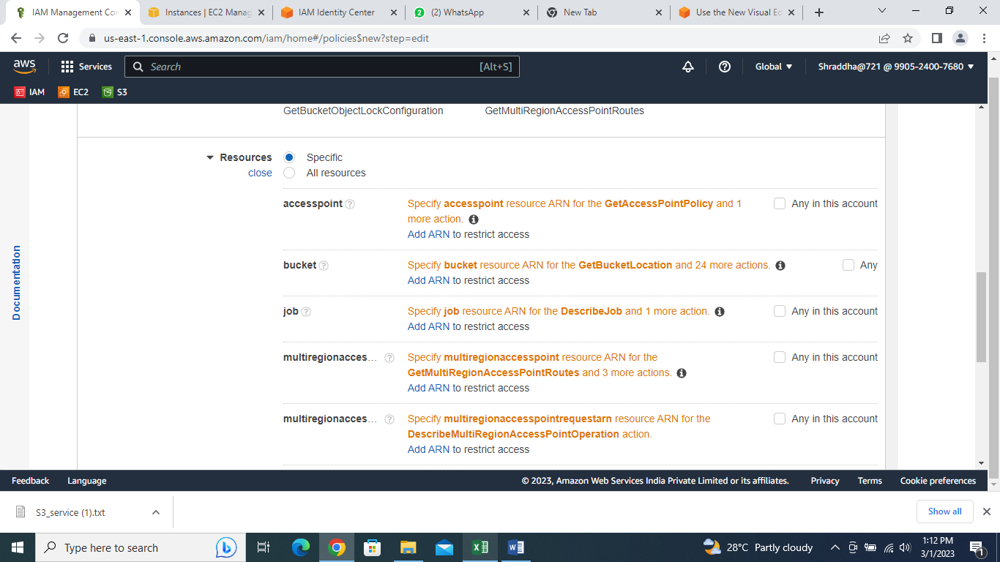 IAM Management Cor
Instances | EC2 Manag
IAM Identity Center
2
(2) WhatsApp
New Tab
Use the New Visual Ed
us-east-1.console.aws.amazon.com/iam/home#/policies$new?step=edit
aws
Services
Search
[Alt+S]
Global
Shraddha@721 @ 9905-2400-7680
IAM
EC2
S3
GetBucketObjectLockConfiguration
GetMultiRegionAccessPointRoutes
Documentation
Resources
close
Specific
All resources
accesspoint
Specify accesspoint resource ARN for the GetAccessPointPolicy and 1
more action.
Add ARN to restrict access
Any in this account
bucket
Specify bucket resource ARN for the GetBucketLocation and 24 more actions.
Add ARN to restrict access
Any
job
Specify job resource ARN for the DescribeJob and 1 more action.
Add ARN to restrict access
Any in this account
multiregionacces...
Specify multiregionaccesspoint resource ARN for the
GetMultiRegionAccessPointRoutes and 3 more actions.
Add ARN to restrict access
Any in this account
multiregionacces...
Specify multiregionaccesspointrequestarn resource ARN for the
DescribeMultiRegionAccessPointOperation action.
Add ARN to restrict access
Any in this account
Feedback
Language
© 2023, Amazon Web Services India Private Limited or its affiliates.
Privacy
Terms
Cookie preferences
S3_service (1).txt
Show all
Type here to search
28°C Partly cloudy
1:12 PM
3/1/2023
1